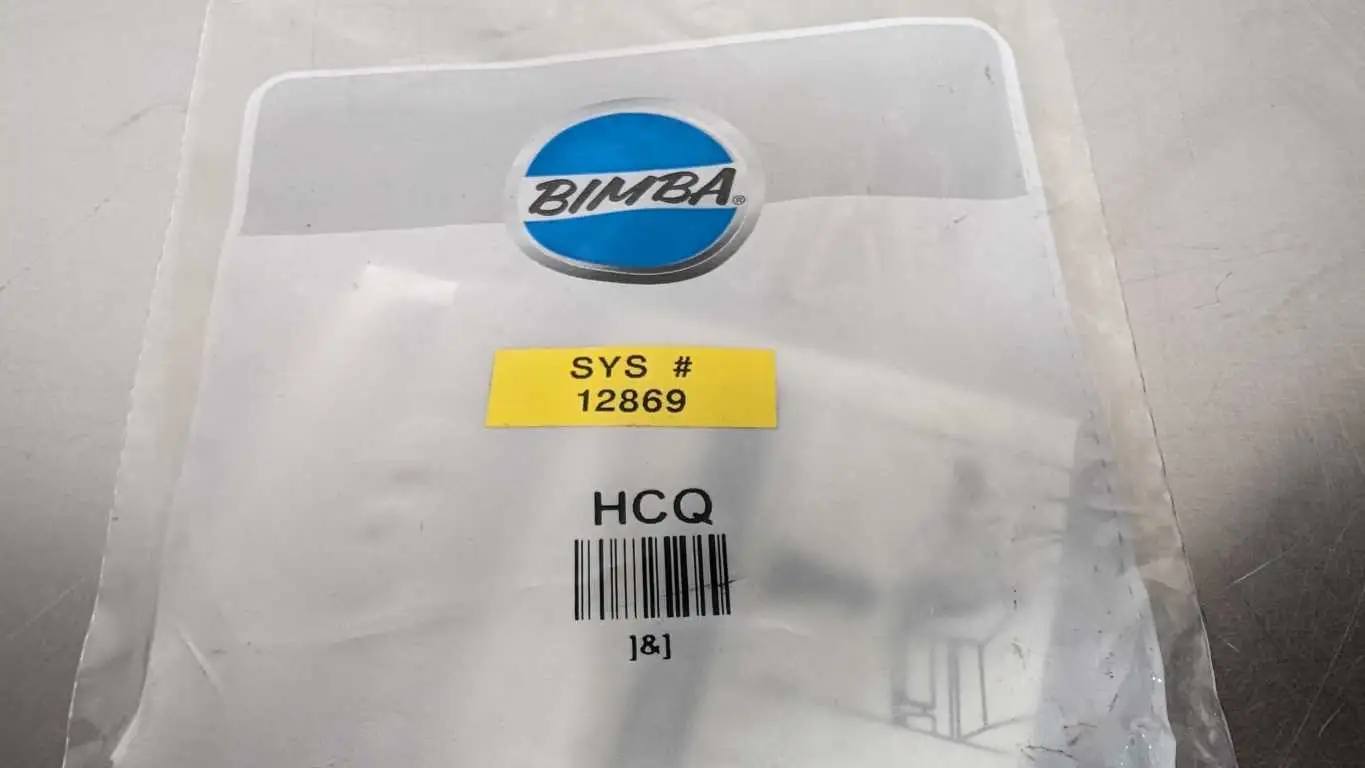 BIMBA®
SYS #
12869
HCQ
]&]